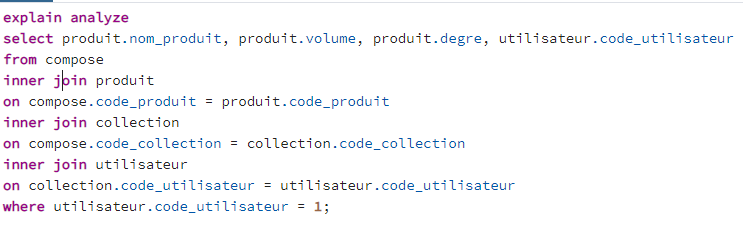 explain analyze
select produit.nom_produit, produit.volume, produit.degre, utilisateur.code_utilisateur
from compose
inner join produit
on compose.code_produit = produit.code_produit
inner join collection
on compose.code_collection = collection.code_collection
inner join utilisateur
on collection.code_utilisateur = utilisateur.code_utilisateur
where utilisateur.code_utilisateur = 1;